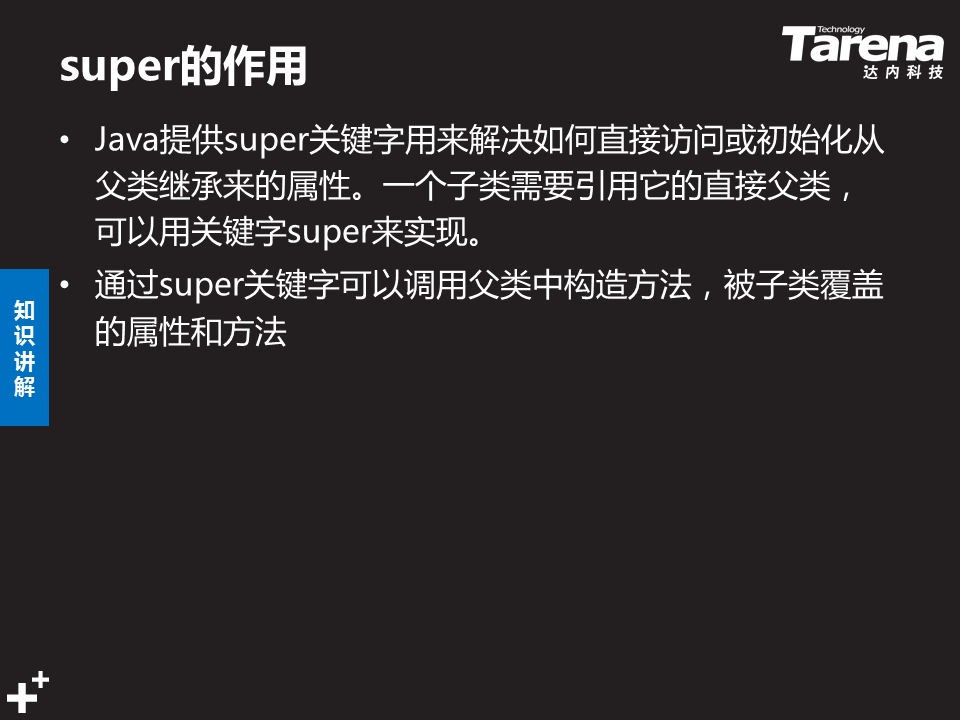 super的作用
Technology
Tarena
达内科技
• Java提供super关键字用来解决如何直接访问或初始化从
父类继承来的属性。一个子类需要引用它的直接父类，
可以用关键字super来实现。
• 通过super关键字可以调用父类中构造方法，被子类覆盖
的属性和方法
知
识
讲
解